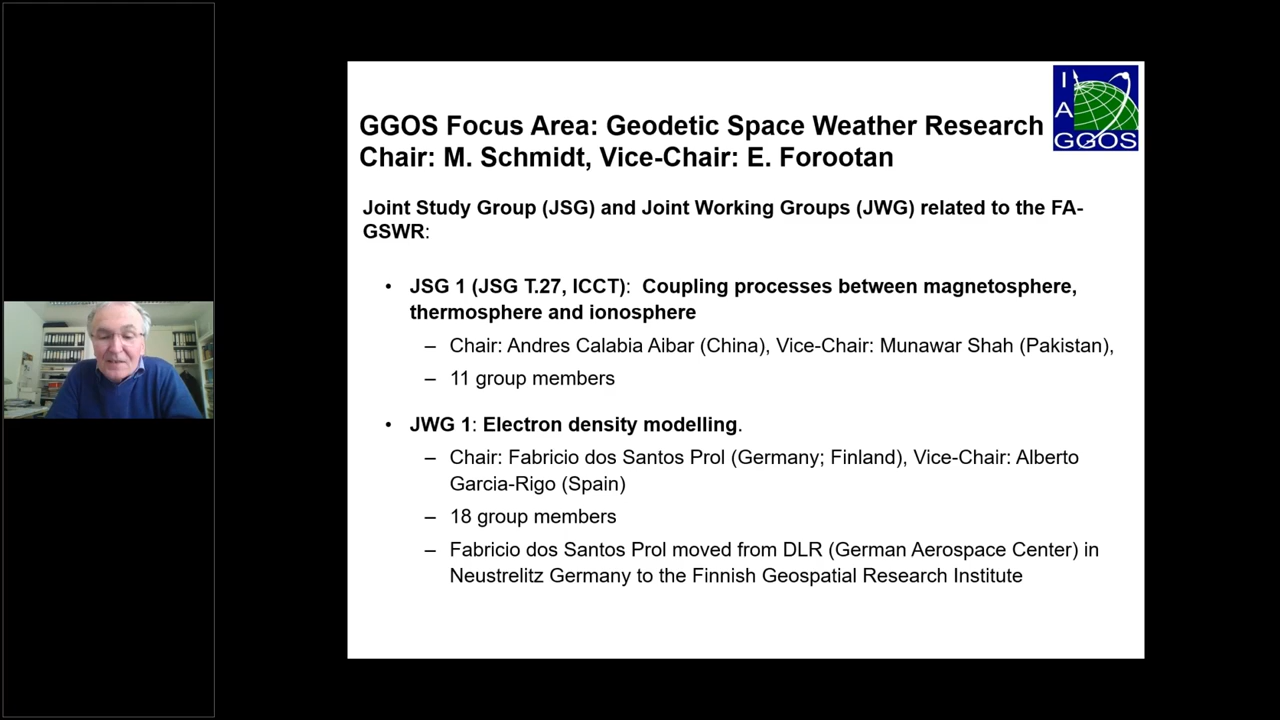 I
A
GGOS
GGOS Focus Area: Geodetic Space Weather Research
Chair: M. Schmidt, Vice-Chair: E. Forootan
Joint Study Group (JSG) and Joint Working Groups (JWG) related to the FA-
GSWR:
• JSG 1 (JSG T.27, ICCT): Coupling processes between magnetosphere,
thermosphere and ionosphere
– Chair: Andres Calabia Aibar (China), Vice-Chair: Munawar Shah (Pakistan),
– 11 group members
• JWG 1: Electron density modelling.
– Chair: Fabricio dos Santos Prol (Germany; Finland), Vice-Chair: Alberto
Garcia-Rigo (Spain)
– 18 group members
– Fabricio dos Santos Prol moved from DLR (German Aerospace Center) in
Neustrelitz Germany to the Finnish Geospatial Research Institute